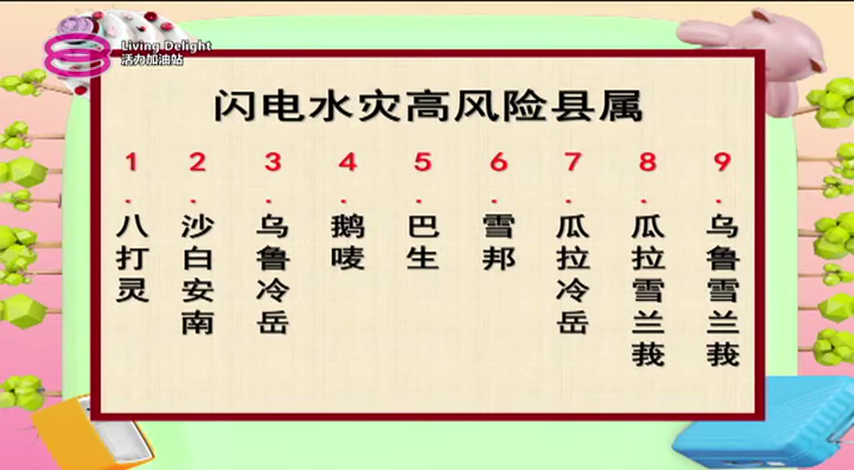 Living Delight
活力加油站
闪电水灾高风险县属
1.八打灵
2.沙白安南
3.乌鲁冷岳
4.鹅唛
5.巴生
6.雪邦
7.瓜拉冷岳
8.瓜拉雪兰莪
9.乌鲁雪兰莪